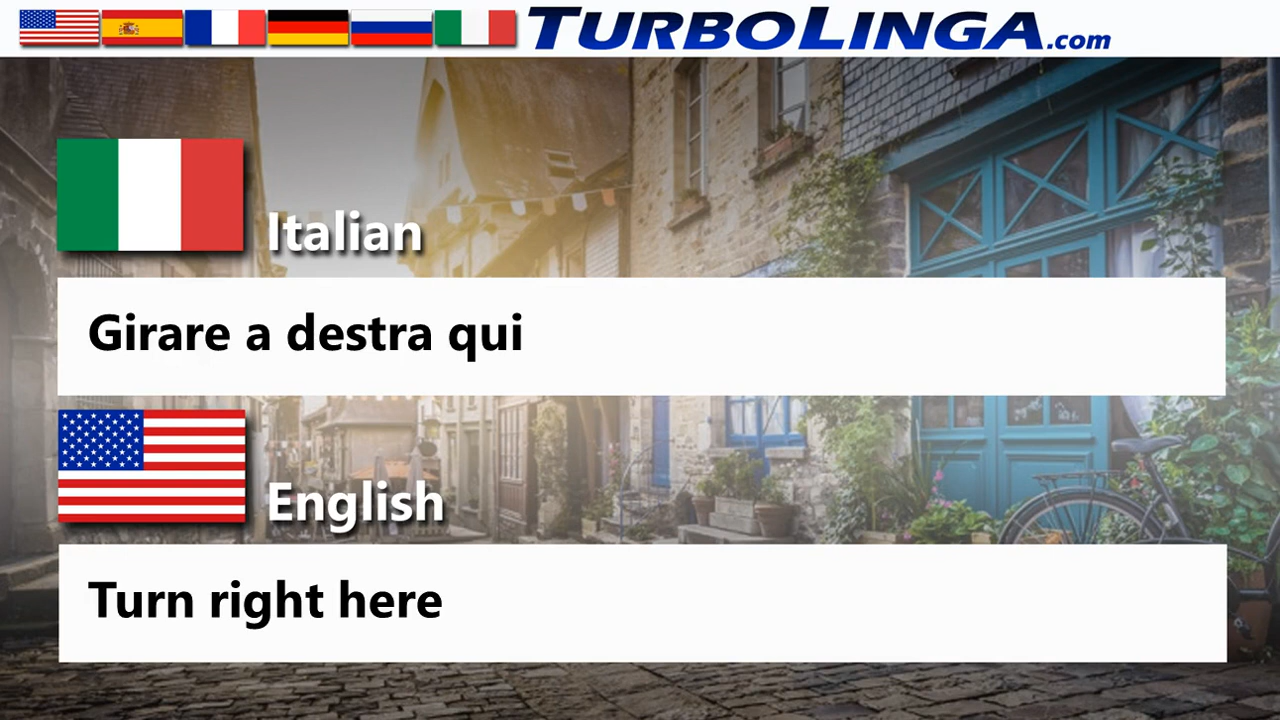 TURBOLINGA.com
Italian
Girare a destra qui
English
Turn right here